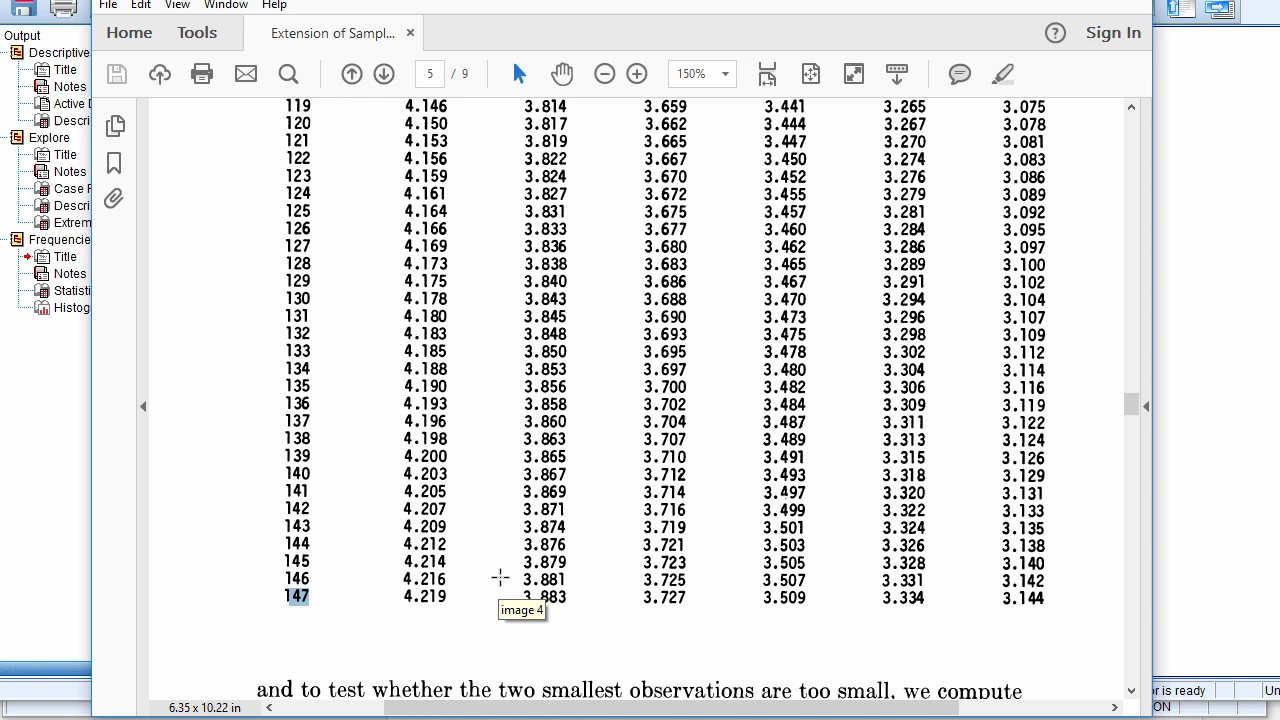 File Edit View Window Help
Home Tools Extension of Sampl... × ? Sign In
5 / 9 150%
Output
Descriptive
Title
Notes
Active D
Descri
Explore
Title
Notes
Case P
Descri
Extrem
Frequencie
Title
Notes
Statisti
Histog
119 4.146 3.814 3.659 3.441 3.265 3.075
120 4.150 3.817 3.662 3.444 3.267 3.078
121 4.153 3.819 3.665 3.447 3.270 3.081
122 4.156 3.822 3.667 3.450 3.274 3.083
123 4.159 3.824 3.670 3.452 3.276 3.086
124 4.161 3.827 3.672 3.455 3.279 3.089
125 4.164 3.831 3.675 3.457 3.281 3.092
126 4.166 3.833 3.677 3.460 3.284 3.095
127 4.169 3.836 3.680 3.462 3.286 3.097
128 4.173 3.838 3.683 3.465 3.289 3.100
129 4.175 3.840 3.686 3.467 3.291 3.102
130 4.178 3.843 3.688 3.470 3.294 3.104
131 4.180 3.845 3.690 3.473 3.296 3.107
132 4.183 3.848 3.693 3.475 3.298 3.109
133 4.185 3.850 3.695 3.478 3.302 3.112
134 4.188 3.853 3.697 3.480 3.304 3.114
135 4.190 3.856 3.700 3.482 3.306 3.116
136 4.193 3.858 3.702 3.484 3.309 3.119
137 4.196 3.860 3.704 3.487 3.311 3.122
138 4.198 3.863 3.707 3.489 3.313 3.124
139 4.200 3.865 3.710 3.491 3.315 3.126
140 4.203 3.867 3.712 3.493 3.318 3.129
141 4.205 3.869 3.714 3.497 3.320 3.131
142 4.207 3.871 3.716 3.499 3.322 3.133
143 4.209 3.874 3.719 3.501 3.324 3.135
144 4.212 3.876 3.721 3.503 3.326 3.138
145 4.214 3.879 3.723 3.505 3.328 3.140
146 4.216 3.881 3.725 3.507 3.331 3.142
147 4.219 3.883 3.727 3.509 3.334 3.144
image 4
and to test whether the two smallest observations are too small, we compute
6.35 x 10.22 in
or is ready Un
ON